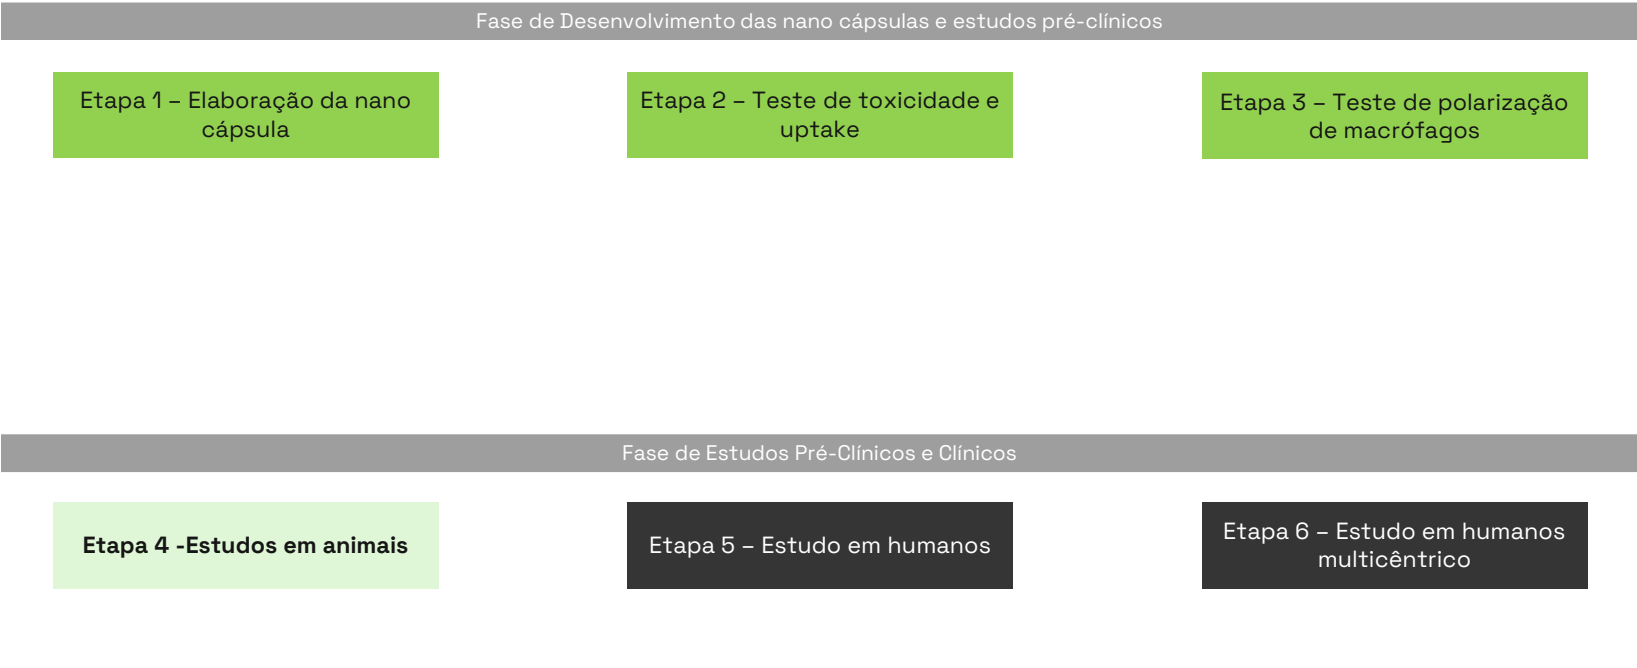 Fase de Desenvolvimento das nano cápsulas e estudos pré-clínicos
Etapa 1 – Elaboração da nano
cápsula
Etapa 2 – Teste de toxicidade e
uptake
Etapa 3 – Teste de polarização
de macrófagos
Fase de Estudos Pré-Clínicos e Clínicos
Etapa 4 -Estudos em animais
Etapa 5 – Estudo em humanos
Etapa 6 – Estudo em humanos
multicêntrico